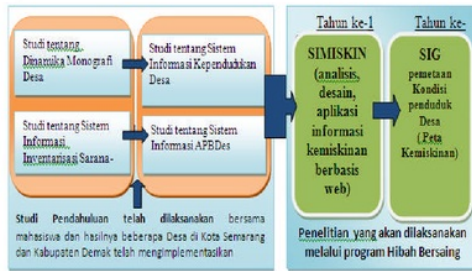 Studi tentang
Dinamika Monografi
Desa
Studi tentang Sistem
Informasi Kependudukan
Desa
Studi tentang Sistem
Informasi
Inventarisasi Sarana-
Studi tentang Sistem
Informasi APBDes
Studi Pendahuluan telah dilaksanakan bersama
mahasiswa dan hasilnya beberapa Desa di Kota Semarang
dan Kabupaten Demak telah mengimplementasikan
Tahun ke-1
SIMISKIN
(analisis,
desain,
aplikasi
informasi
kemiskinan
berbasis
web)
Tahun ke-
SIG
pemetaan
Kondisi
penduduk
Desa
(Peta
Kemiskinan)
Penelitian yang akan dilaksanakan
melalui program Hibah Bersaing